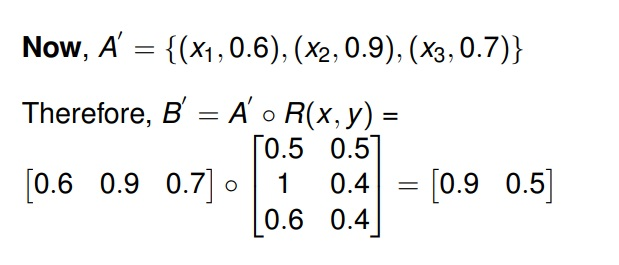 Now, A′ = {(x₁, 0.6), (x₂, 0.9), (x₃, 0.7)}
Therefore, B′ = A′ ∘ R(x, y) =
[0.6 0.9 0.7] ∘ [0.5 0.5
1 0.4
0.6 0.4] = [0.9 0.5]